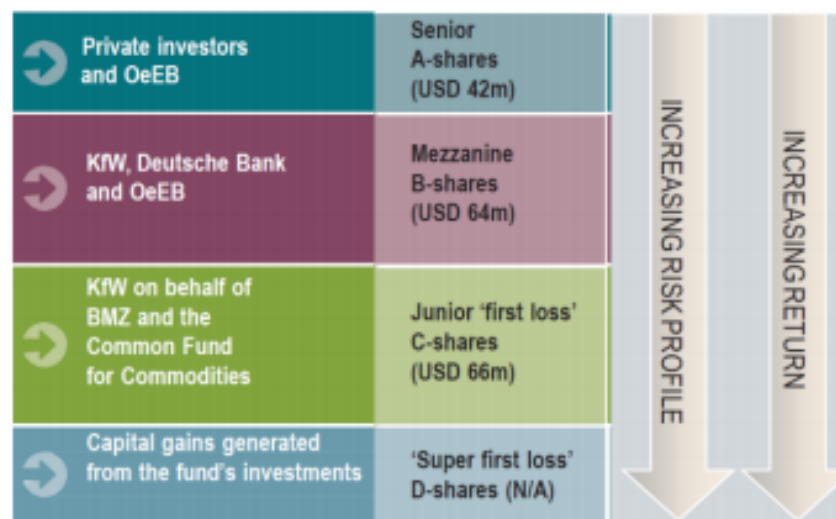 Private investors
and OeEB
Senior
A-shares
(USD 42m)
KfW, Deutsche Bank
and OeEB
Mezzanine
B-shares
(USD 64m)
KfW on behalf of
BMZ and the
Common Fund
for Commodities
Junior ‘first loss’
C-shares
(USD 66m)
Capital gains generated
from the fund’s investments
‘Super first loss’
D-shares (N/A)
INCREASING RISK PROFILE
INCREASING RETURN